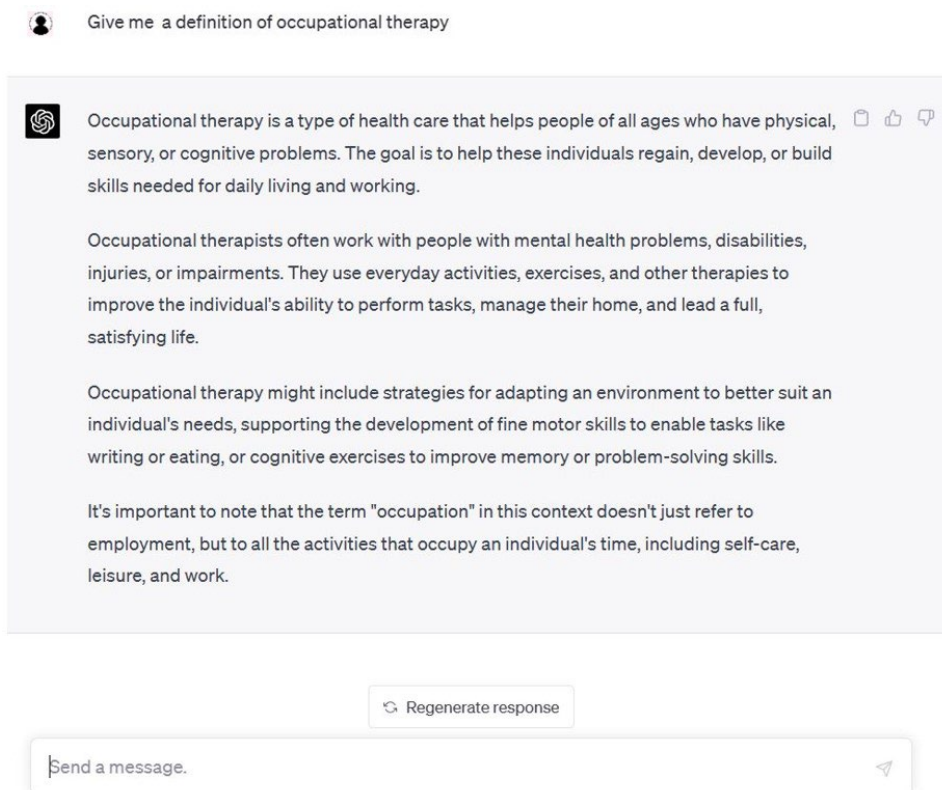 Give me a definition of occupational therapy
Occupational therapy is a type of health care that helps people of all ages who have physical,
sensory, or cognitive problems. The goal is to help these individuals regain, develop, or build
skills needed for daily living and working.
Occupational therapists often work with people with mental health problems, disabilities,
injuries, or impairments. They use everyday activities, exercises, and other therapies to
improve the individual's ability to perform tasks, manage their home, and lead a full,
satisfying life.
Occupational therapy might include strategies for adapting an environment to better suit an
individual's needs, supporting the development of fine motor skills to enable tasks like
writing or eating, or cognitive exercises to improve memory or problem-solving skills.
It's important to note that the term "occupation" in this context doesn't just refer to
employment, but to all the activities that occupy an individual's time, including self-care,
leisure, and work.
Regenerate response
Send a message.